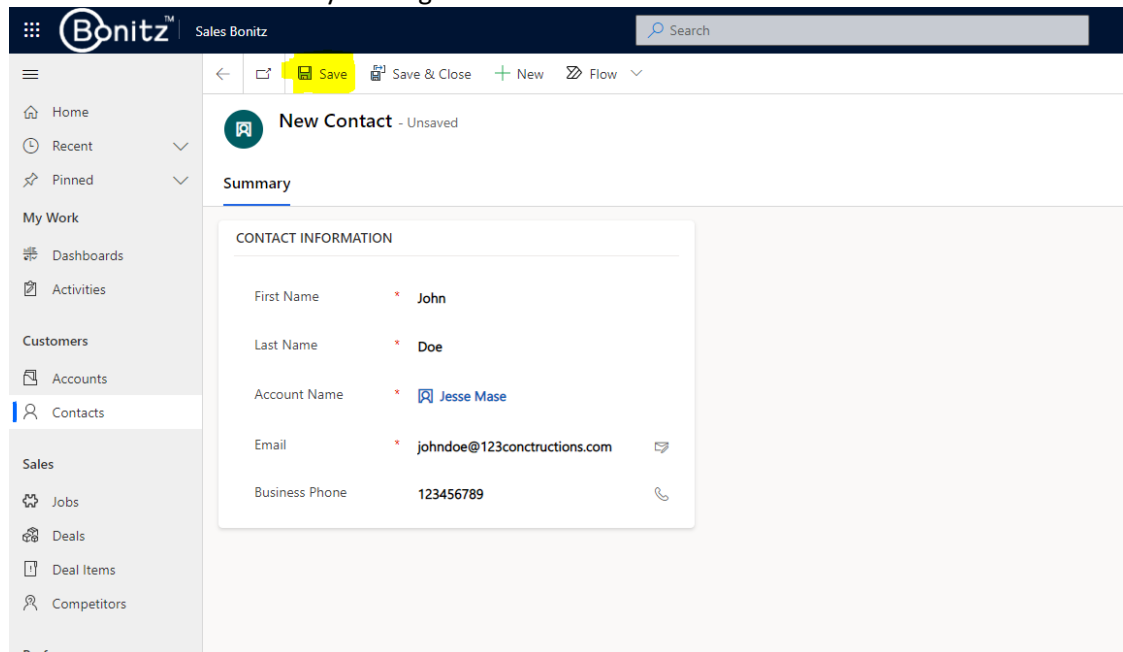 Bonitz™ Sales Bonitz Search
Save Save & Close New Flow
Home
New Contact - Unsaved
Recent
Pinned
Summary
My Work
CONTACT INFORMATION
Dashboards
Activities
First Name * John
Customers
Last Name * Doe
Accounts
Account Name * Jesse Mase
Contacts
Email * johndoe@123conctructions.com
Sales
Business Phone 123456789
Jobs
Deals
Deal Items
Competitors